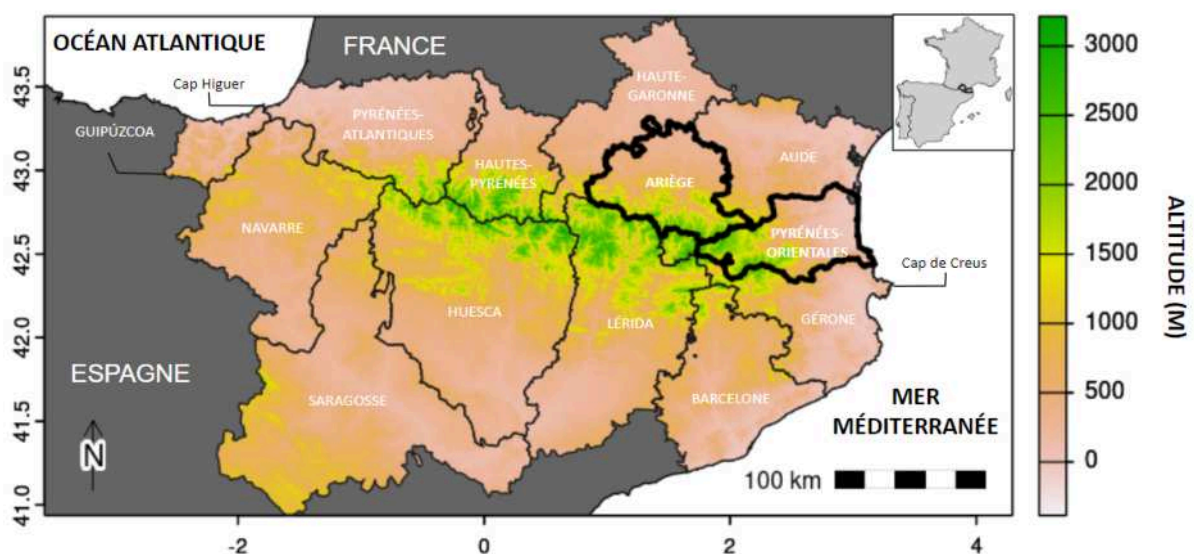 OCÉAN ATLANTIQUE
FRANCE
Cap Higuer
GUIPÚZCOA
PYRÉNÉES-
ATLANTIQUES
HAUTES-
PYRÉNÉES
HAUTE-
GARONNE
ARIÈGE
AUDE
PYRÉNÉES-
ORIENTALES
Cap de Creus
NAVARRE
HUESCA
LÉRIDA
GÉRONE
SARAGOSSE
BARCELONE
ESPAGNE
MER
MÉDITERRANÉE
N
100 km
43.5
43.0
42.5
42.0
41.5
41.0
-2
0
2
4
3000
2500
2000
1500
1000
500
0
ALTITUDE (M)